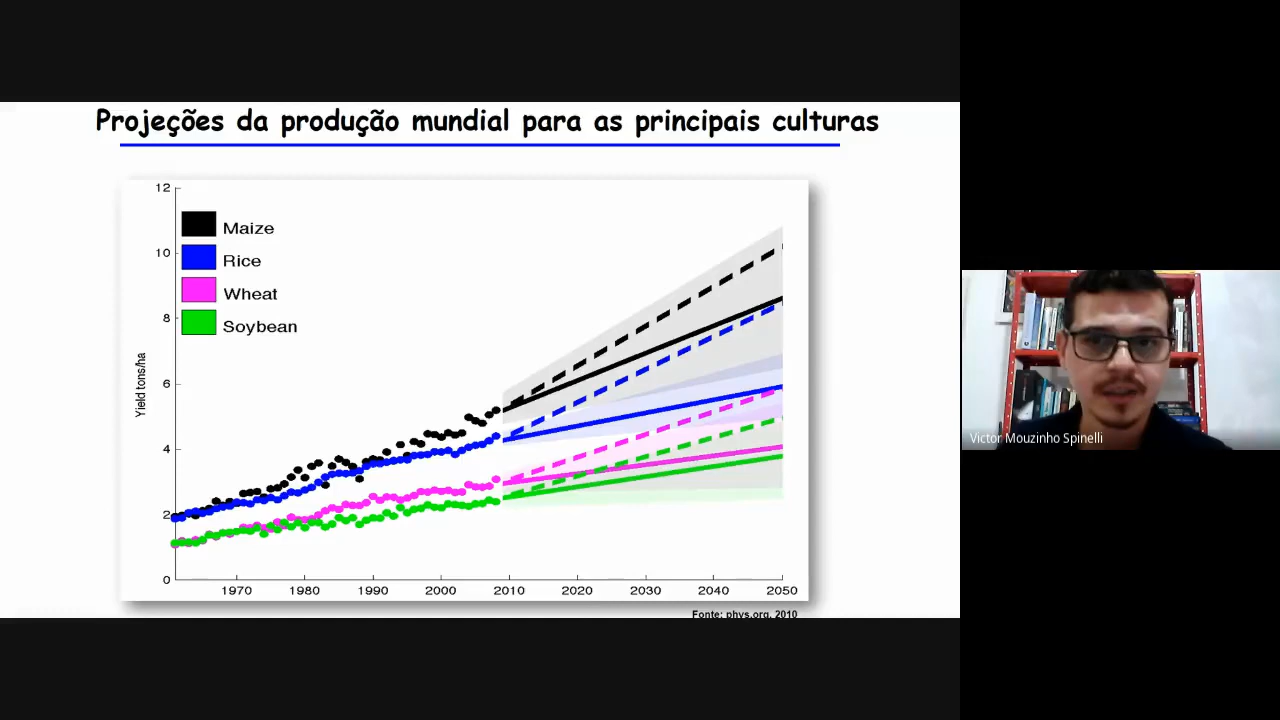 Projeções da produção mundial para as principais culturas
12
10
8
6
4
2
0
Yield tons/ha
Maize
Rice
Wheat
Soybean
1970 1980 1990 2000 2010 2020 2030 2040 2050
Fonte: phys.org, 2010
Victor Mouzinho Spinelli